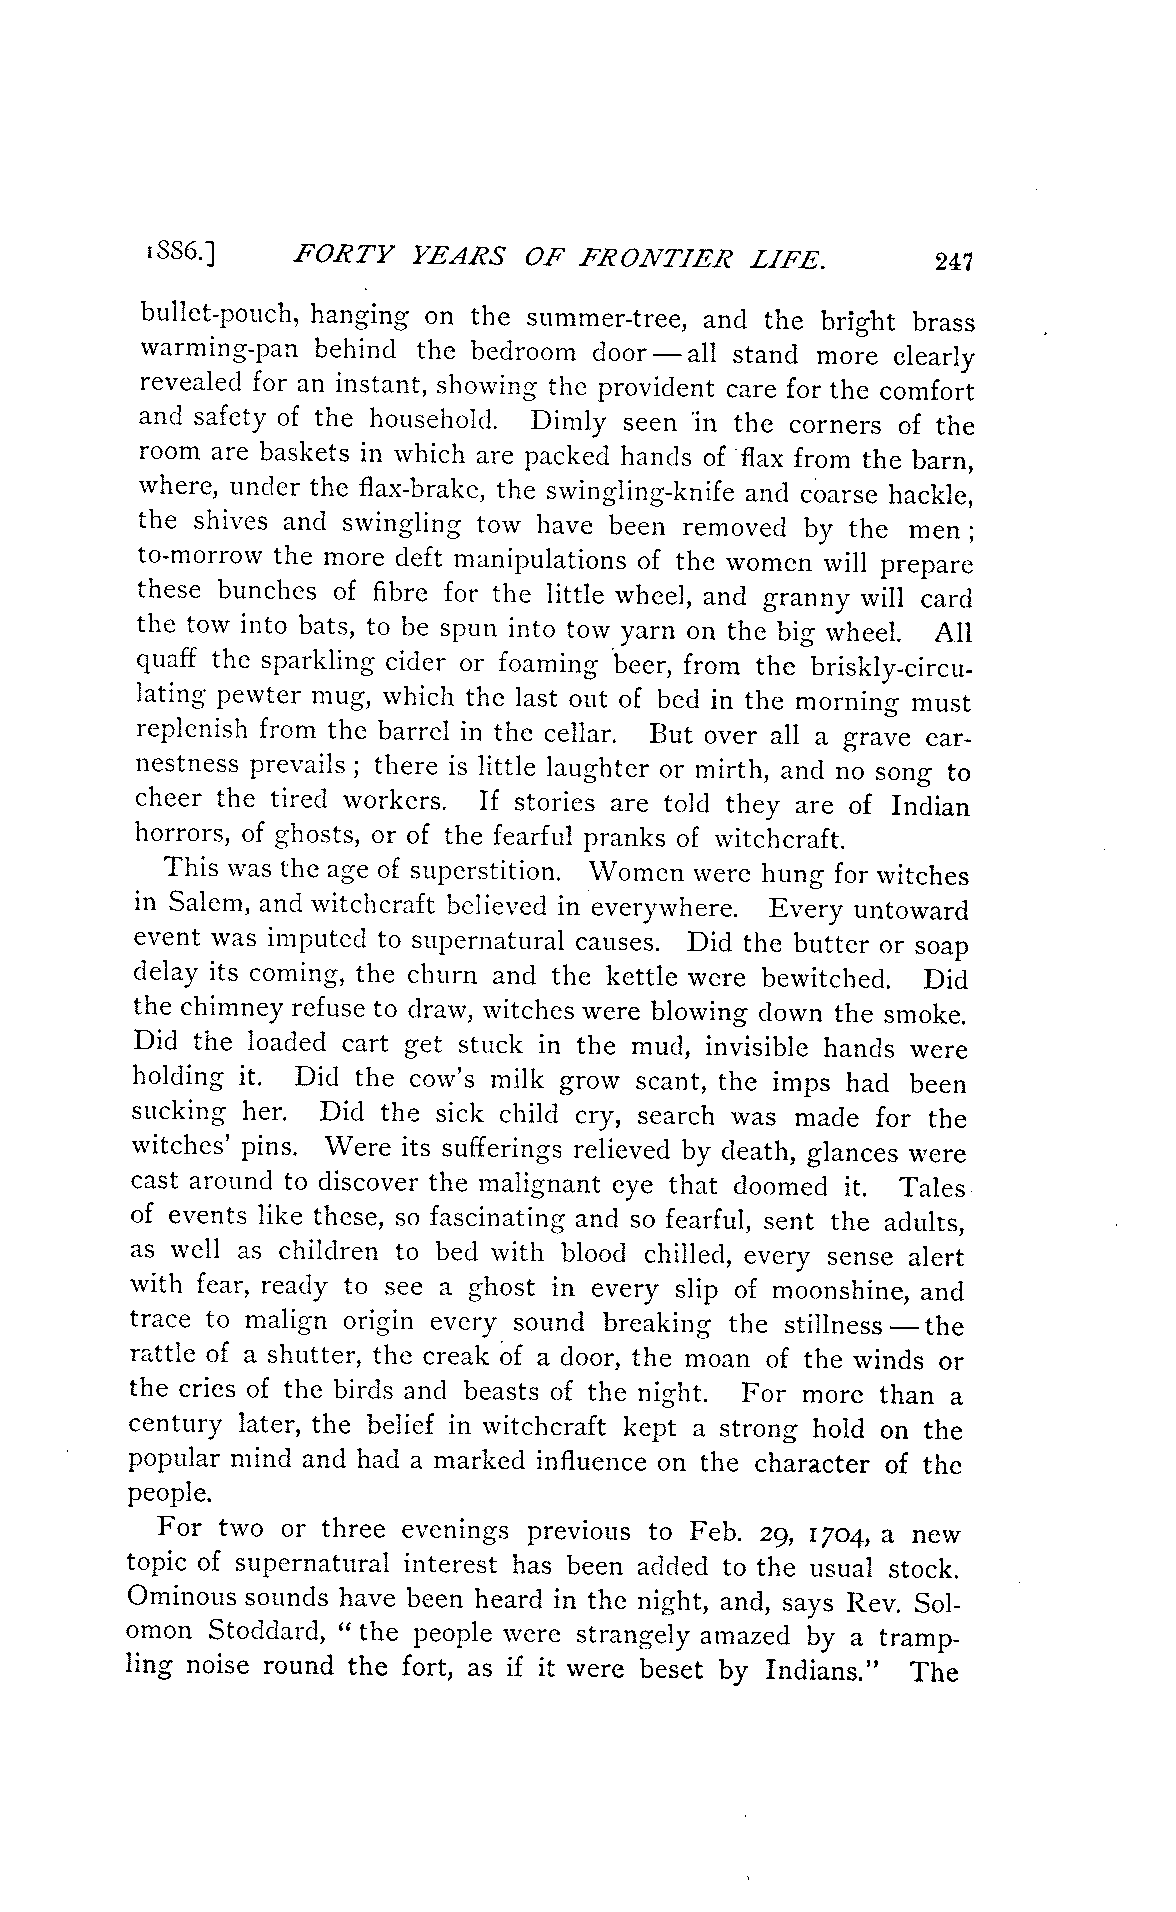 1886.] FORTY YEARS OF FRONTIER LIFE. 247
bullet-pouch, hanging on the summer-tree, and the bright brass
warming-pan behind the bedroom door — all stand more clearly
revealed for an instant, showing the provident care for the comfort
and safety of the household. Dimly seen in the corners of the
room are baskets in which are packed hands of flax from the barn,
where, under the flax-brake, the swingling-knife and coarse hackle,
the shives and swingling tow have been removed by the men ;
to-morrow the more deft manipulations of the women will prepare
these bunches of fibre for the little wheel, and granny will card
the tow into bats, to be spun into tow yarn on the big wheel. All
quaff the sparkling cider or foaming beer, from the briskly-circu-
lating pewter mug, which the last out of bed in the morning must
replenish from the barrel in the cellar. But over all a grave ear-
nestness prevails ; there is little laughter or mirth, and no song to
cheer the tired workers. If stories are told they are of Indian
horrors, of ghosts, or of the fearful pranks of witchcraft.
This was the age of superstition. Women were hung for witches
in Salem, and witchcraft believed in everywhere. Every untoward
event was imputed to supernatural causes. Did the butter or soap
delay its coming, the churn and the kettle were bewitched. Did
the chimney refuse to draw, witches were blowing down the smoke.
Did the loaded cart get stuck in the mud, invisible hands were
holding it. Did the cow's milk grow scant, the imps had been
sucking her. Did the sick child cry, search was made for the
witches' pins. Were its sufferings relieved by death, glances were
cast around to discover the malignant eye that doomed it. Tales
of events like these, so fascinating and so fearful, sent the adults,
as well as children to bed with blood chilled, every sense alert
with fear, ready to see a ghost in every slip of moonshine, and
trace to malign origin every sound breaking the stillness — the
rattle of a shutter, the creak of a door, the moan of the winds or
the cries of the birds and beasts of the night. For more than a
century later, the belief in witchcraft kept a strong hold on the
popular mind and had a marked influence on the character of the
people.
For two or three evenings previous to Feb. 29, 1704, a new
topic of supernatural interest has been added to the usual stock.
Ominous sounds have been heard in the night, and, says Rev. Sol-
omon Stoddard, "the people were strangely amazed by a tramp-
ling noise round the fort, as if it were beset by Indians." The